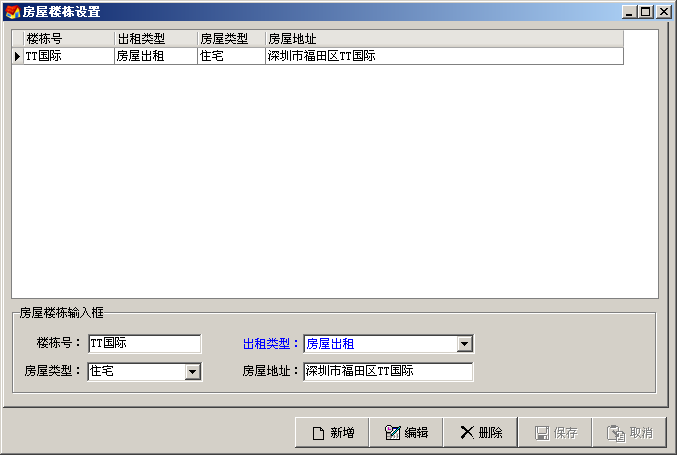 房屋楼栋设置
楼栋号 出租类型 房屋类型 房屋地址
TT国际 房屋出租 住宅 深圳市福田区TT国际
房屋楼栋输入框
楼栋号： TT国际 出租类型： 房屋出租
房屋类型： 住宅 房屋地址： 深圳市福田区TT国际
新增 编辑 删除 保存 取消